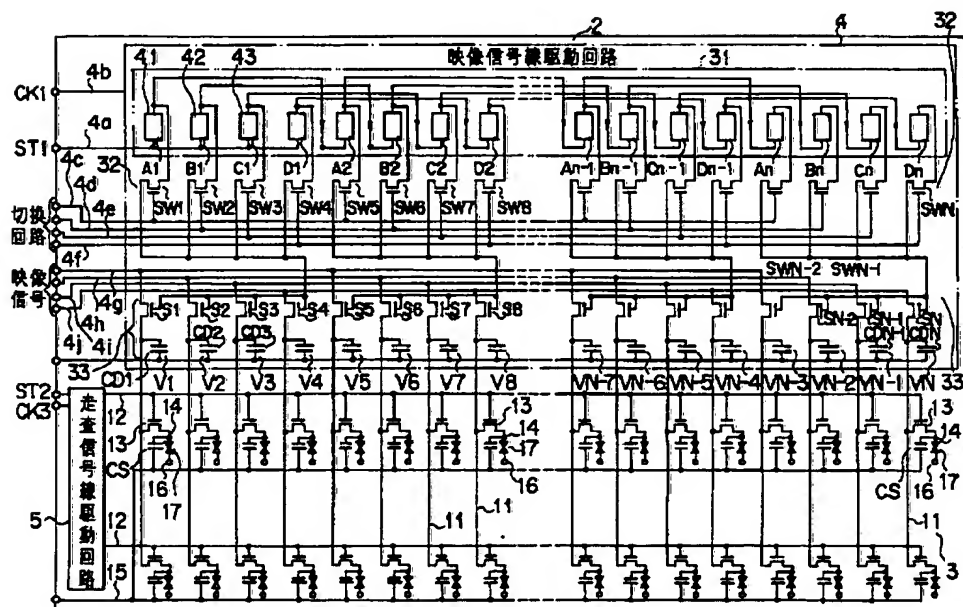 2 4 32
映像信号線駆動回路 31
41 42 43
4b
CK1
4a
ST1
A1 B1 C1 D1 A2 B2 C2 D2 An-1 Bn-1 Cn-1 Dn-1 An Bn Cn Dn
4c 32
4d SW1 SW2 SW3 SW4 SW5 SW6 SW7 SW8 SWN
切換 4e
回路
4f
映像 SWN-2 SWN-1
信号 4g S1 S2 S3 S4 S5 S6 S7 S8 SN-2 SN-1 SN
4h CD2 CD3 CDN-1 CDN
4j 4i
33 CD1 V1 V2 V3 V4 V5 V6 V7 V8 VN-7 VN-6 VN-5 VN-4 VN-3 VN-2 VN-1 VN 33
ST2
CK3
走査信号線駆動回路
12 14 13 13
13 14 14
CS 17 17
16 17 16 CS 16
5 12 11 11 11
15 3